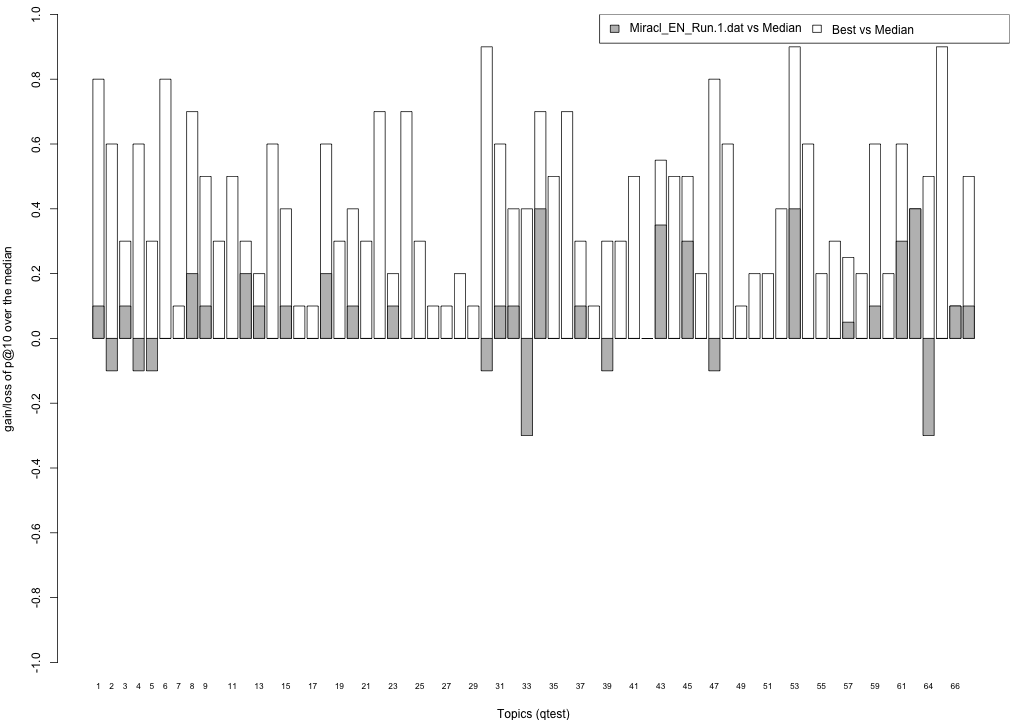 Miracl_EN_Run.1.dat vs Median Best vs Median
gain/loss of p@10 over the median
1.0
0.8
0.6
0.4
0.2
0.0
-0.2
-0.4
-0.6
-0.8
-1.0
1 2 3 4 5 6 7 8 9 11 13 15 17 19 21 23 25 27 29 31 33 35 37 39 41 43 45 47 49 51 53 55 57 59 61 64 66
Topics (qtest)